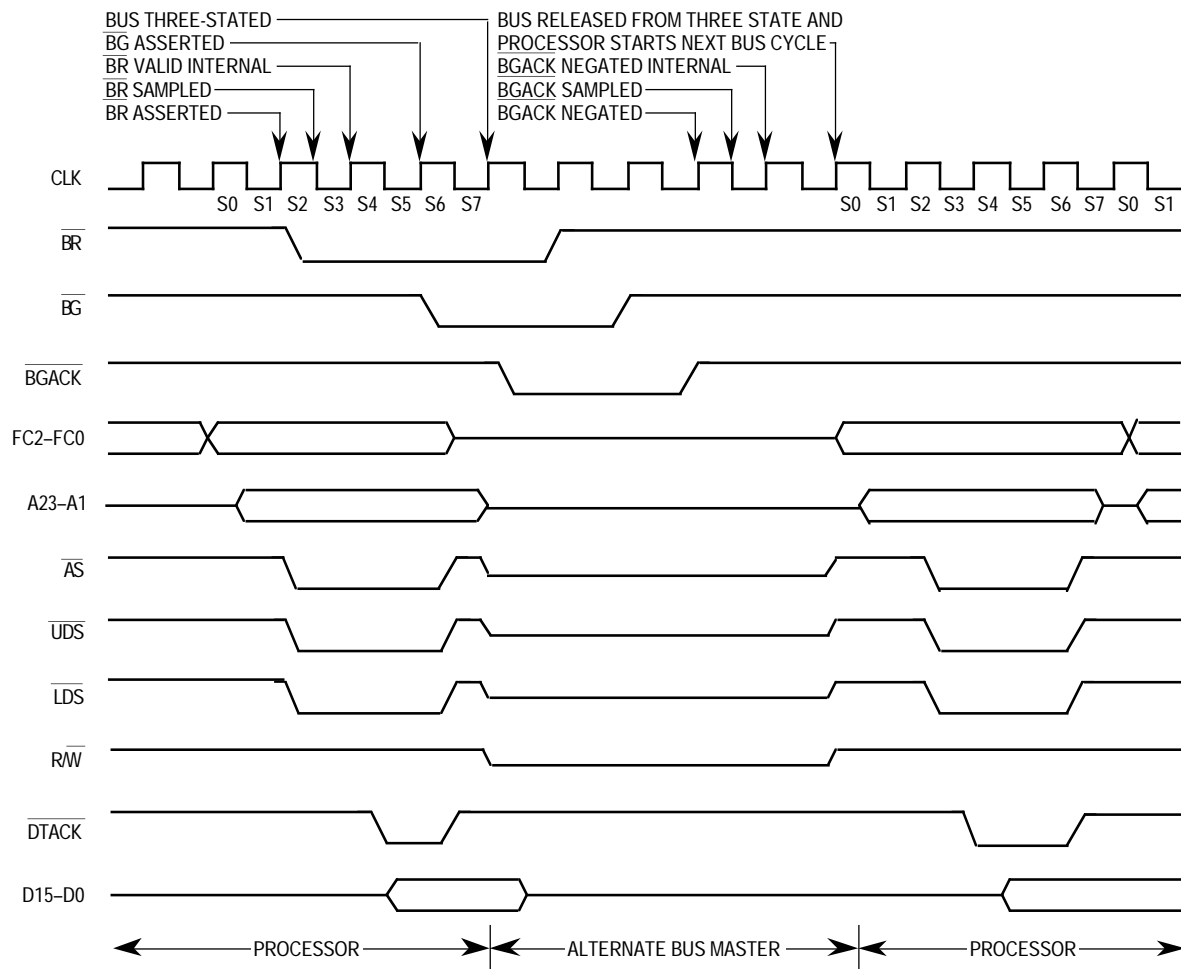 BUS THREE-STATED
BG ASSERTED
BR VALID INTERNAL
BR SAMPLED
BR ASSERTED
BUS RELEASED FROM THREE STATE AND
PROCESSOR STARTS NEXT BUS CYCLE
BGACK NEGATED INTERNAL
BGACK SAMPLED
BGACK NEGATED
CLK
S0 S1 S2 S3 S4 S5 S6 S7 S0 S1 S2 S3 S4 S5 S6 S7 S0 S1
BR
BG
BGACK
FC2–FC0
A23–A1
AS
UDS
LDS
R/W
DTACK
D15–D0
PROCESSOR ALTERNATE BUS MASTER PROCESSOR